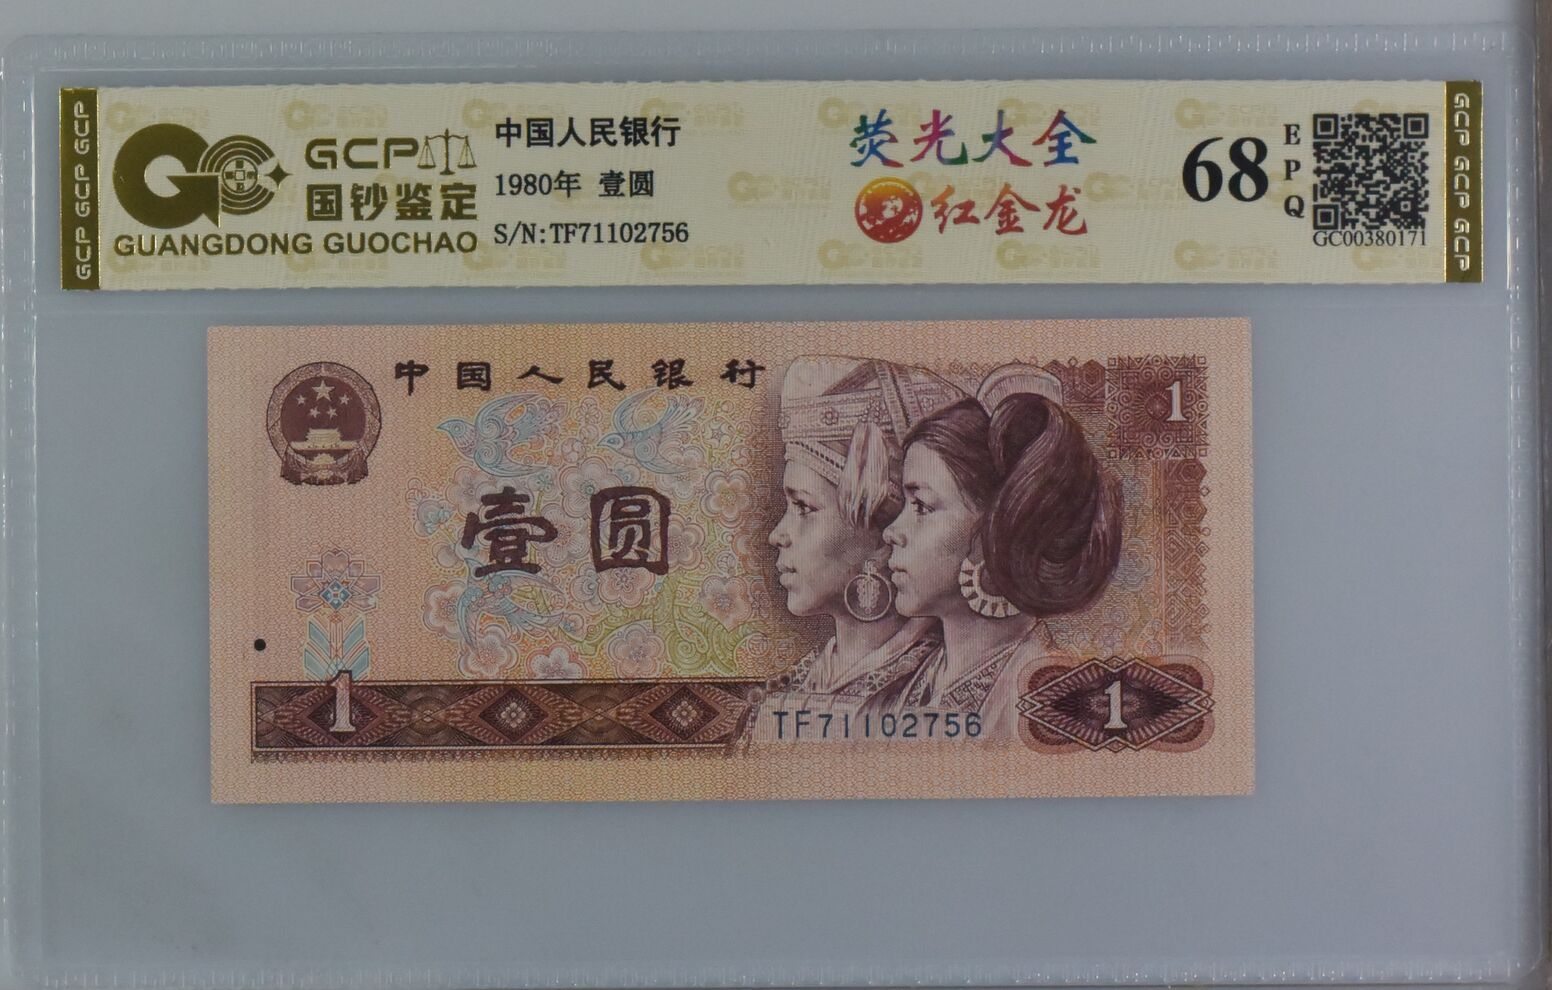 GCP GCP GCP
GCP
国钞鉴定
GUANGDONG GUOCHAO
中国人民银行
1980年 壹圆
S/N:TF71102756
荧光大全
红金龙
68
EPQ
GC00380171
GCP GCP GCP
中国人民银行
1
壹圆
1
TF71102756
1